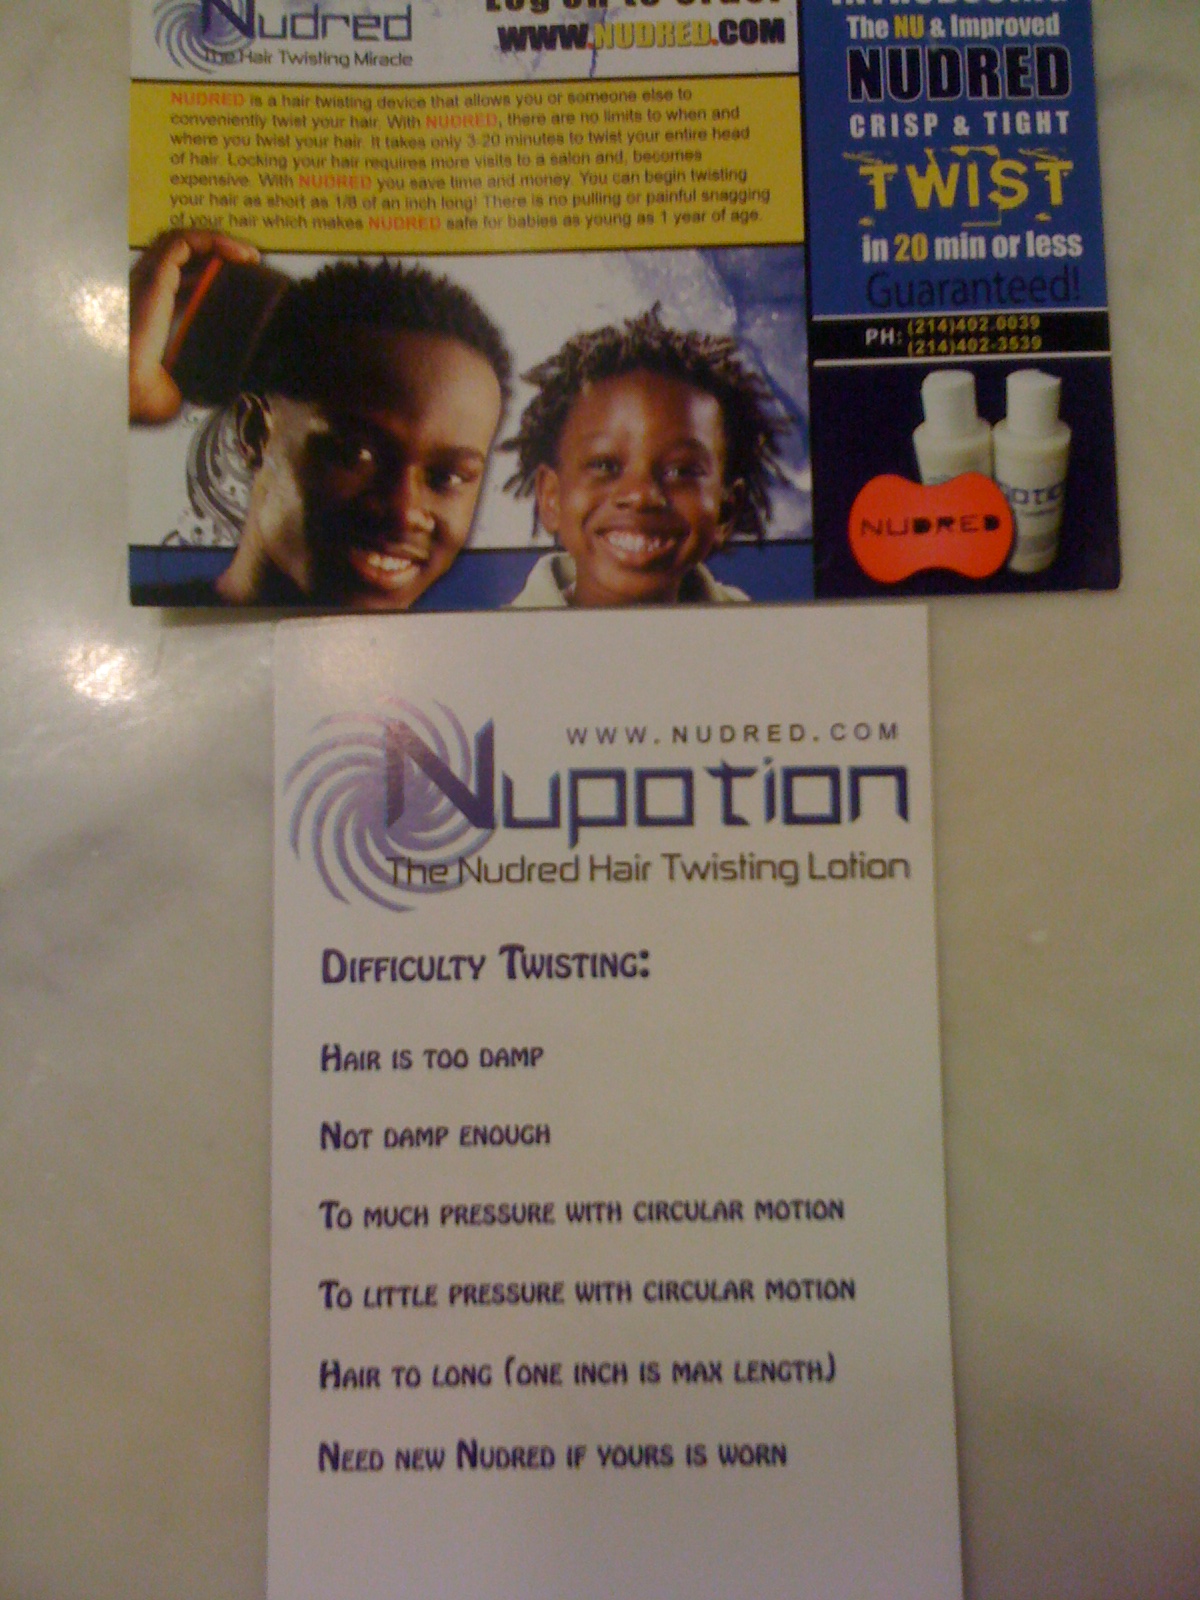 Nudred
The Hair Twisting Miracle
Log on to order
WWW.NUDRED.COM
NUDRED is a hair twisting device that allows you or someone else to
conveniently twist your hair. With NUDRED, there are no limits to when and
where you twist your hair. It takes only 3-20 minutes to twist your entire head
of hair. Locking your hair requires more visits to a salon and, becomes
expensive. With NUDRED you save time and money. You can begin twisting
your hair as short as 1/8 of an inch long! There is no pulling or painful snagging
of your hair which makes NUDRED safe for babies as young as 1 year of age.
INTRODUCING
The NU & Improved
NUDRED
CRISP & TIGHT
TWIST
in 20 min or less
Guaranteed!
PH: (214)402.0039
(214)402-3539
NUDRED
WWW.NUDRED.COM
Nupotion
The Nudred Hair Twisting Lotion
DIFFICULTY TWISTING:
HAIR IS TOO DAMP
NOT DAMP ENOUGH
TO MUCH PRESSURE WITH CIRCULAR MOTION
TO LITTLE PRESSURE WITH CIRCULAR MOTION
HAIR TO LONG (ONE INCH IS MAX LENGTH)
NEED NEW NUDRED IF YOURS IS WORN